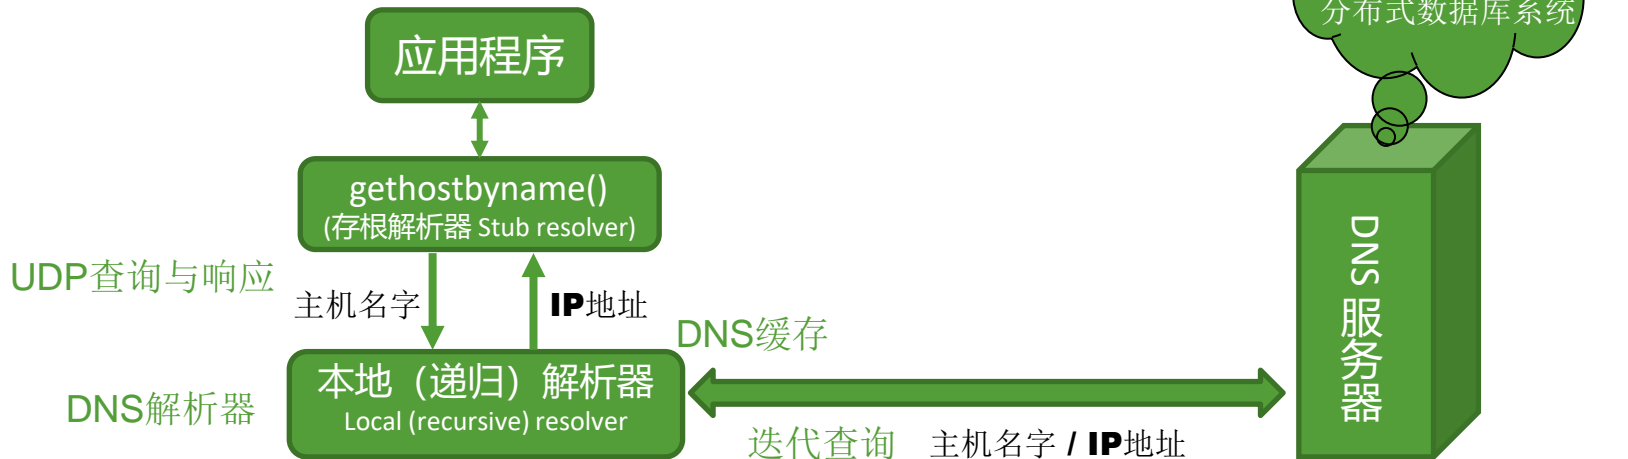 分布式数据库系统
应用程序
gethostbyname()
(存根解析器 Stub resolver)
UDP查询与响应
主机名字
IP地址
DNS缓存
DNS解析器
本地（递归）解析器
Local (recursive) resolver
迭代查询
主机名字 / IP地址
DNS 服务器